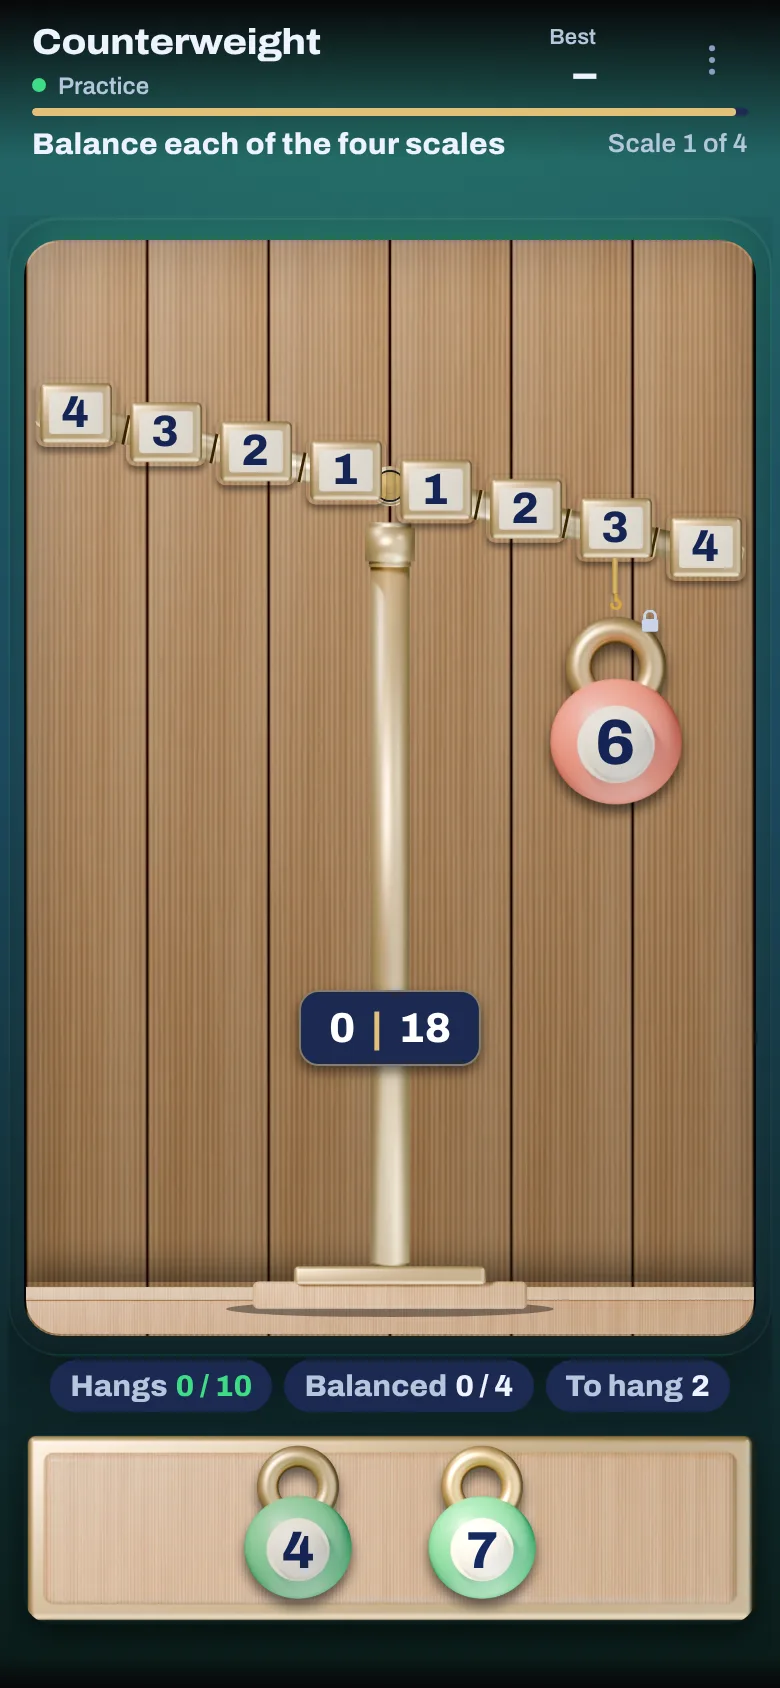 Counterweight
Best
–
Practice
Balance each of the four scales
Scale 1 of 4
4 3 2 1 1 2 3 4
6
0 | 18
Hangs 0/10
Balanced 0/4
To hang 2
4 7